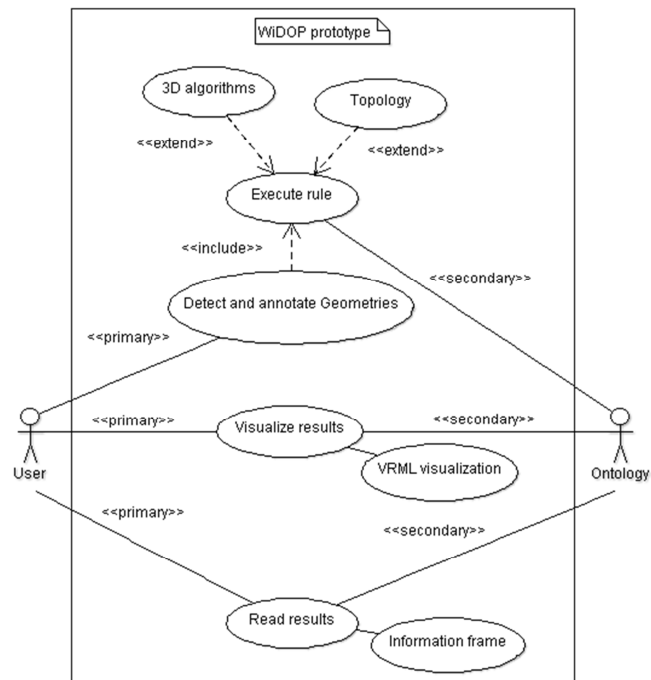 WiDOP prototype
3D algorithms
Topology
<<extend>>
<<extend>>
Execute rule
<<include>>
<<secondary>>
Detect and annotate Geometries
<<primary>>
<<primary>>
Visualize results
<<secondary>>
User
VRML visualization
Ontology
<<primary>>
<<secondary>>
Read results
Information frame